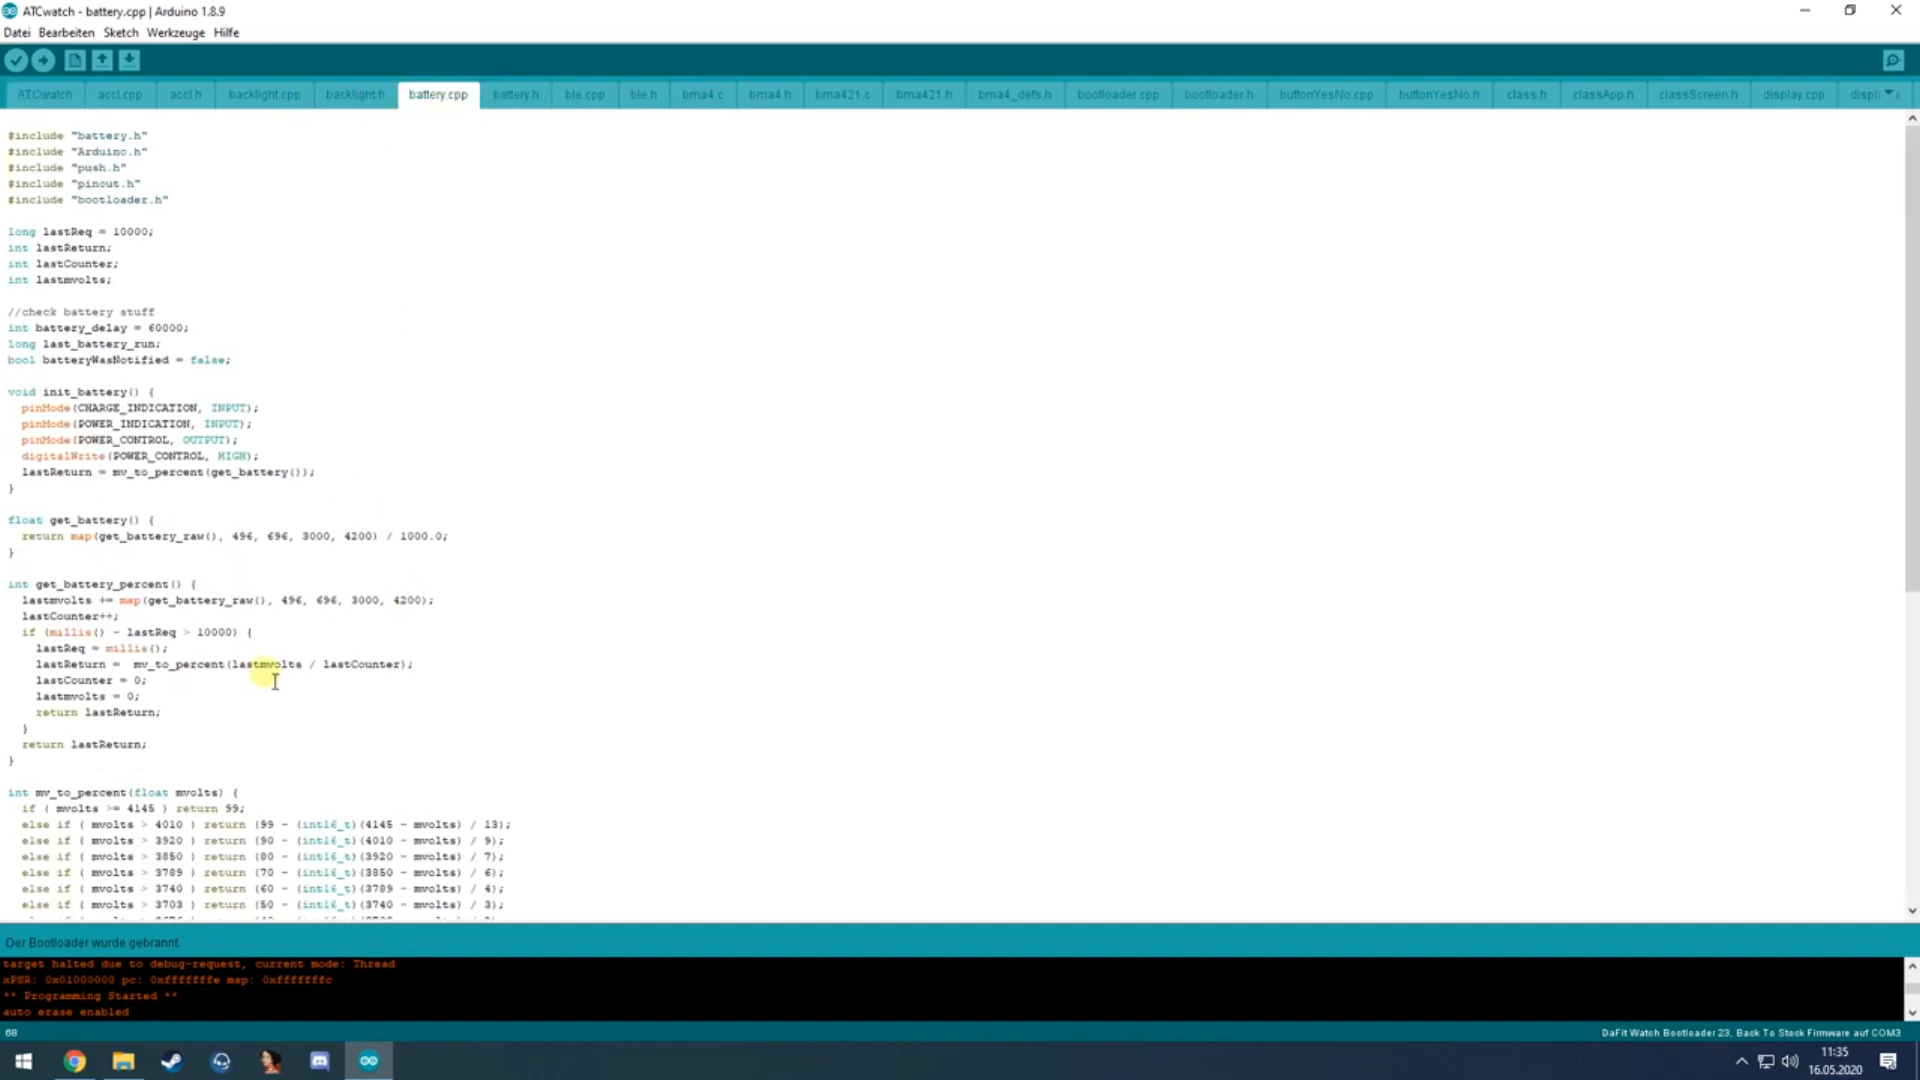 ATCwatch - battery.cpp | Arduino 1.8.9
Datei Bearbeiten Sketch Werkzeuge Hilfe
ATCwatch accl.cpp accl.h backlight.cpp backlight.h battery.cpp battery.h ble.cpp ble.h bma4.c bma4.h bma421.c bma421.h bma4_defs.h bootloader.cpp bootloader.h buttonYesNo.cpp buttonYesNo.h class.h classApp.h classScreen.h display.cpp
#include "battery.h"
#include "Arduino.h"
#include "push.h"
#include "pinout.h"
#include "bootloader.h"
long lastReq = 10000;
int lastReturn;
int lastCounter;
int lastmvolts;
//check battery stuff
int battery_delay = 60000;
long last_battery_run;
bool batteryWasNotified = false;
void init_battery() {
pinMode(CHARGE_INDICATION, INPUT);
pinMode(POWER_INDICATION, INPUT);
pinMode(POWER_CONTROL, OUTPUT);
digitalWrite(POWER_CONTROL, HIGH);
lastReturn = mv_to_percent(get_battery());
}
float get_battery() {
return map(get_battery_raw(), 496, 696, 3000, 4200) / 1000.0;
}
int get_battery_percent() {
lastmvolts += map(get_battery_raw(), 496, 696, 3000, 4200);
lastCounter++;
if (millis() - lastReq > 10000) {
lastReq = millis();
lastReturn = mv_to_percent(lastmvolts / lastCounter);
lastCounter = 0;
lastmvolts = 0;
return lastReturn;
}
return lastReturn;
}
int mv_to_percent(float mvolts) {
if ( mvolts >= 4145 ) return 99;
else if ( mvolts > 4010 ) return (99 - (int16_t)(4145 - mvolts) / 13);
else if ( mvolts > 3920 ) return (90 - (int16_t)(4010 - mvolts) / 9);
else if ( mvolts > 3850 ) return (80 - (int16_t)(3920 - mvolts) / 7);
else if ( mvolts > 3789 ) return (70 - (int16_t)(3850 - mvolts) / 6);
else if ( mvolts > 3740 ) return (60 - (int16_t)(3789 - mvolts) / 4);
else if ( mvolts > 3703 ) return (50 - (int16_t)(3740 - mvolts) / 3);
Der Bootloader wurde gebrannt
target halted due to debug-request, current mode: Thread
xPSR: 0x01000000 pc: 0xfffffffe msp: 0xfffffffc
** Programming Started **
auto erase enabled
68
DaFit Watch Bootloader 23, Back To Stock Firmware auf COM3
11:35
16.05.2020